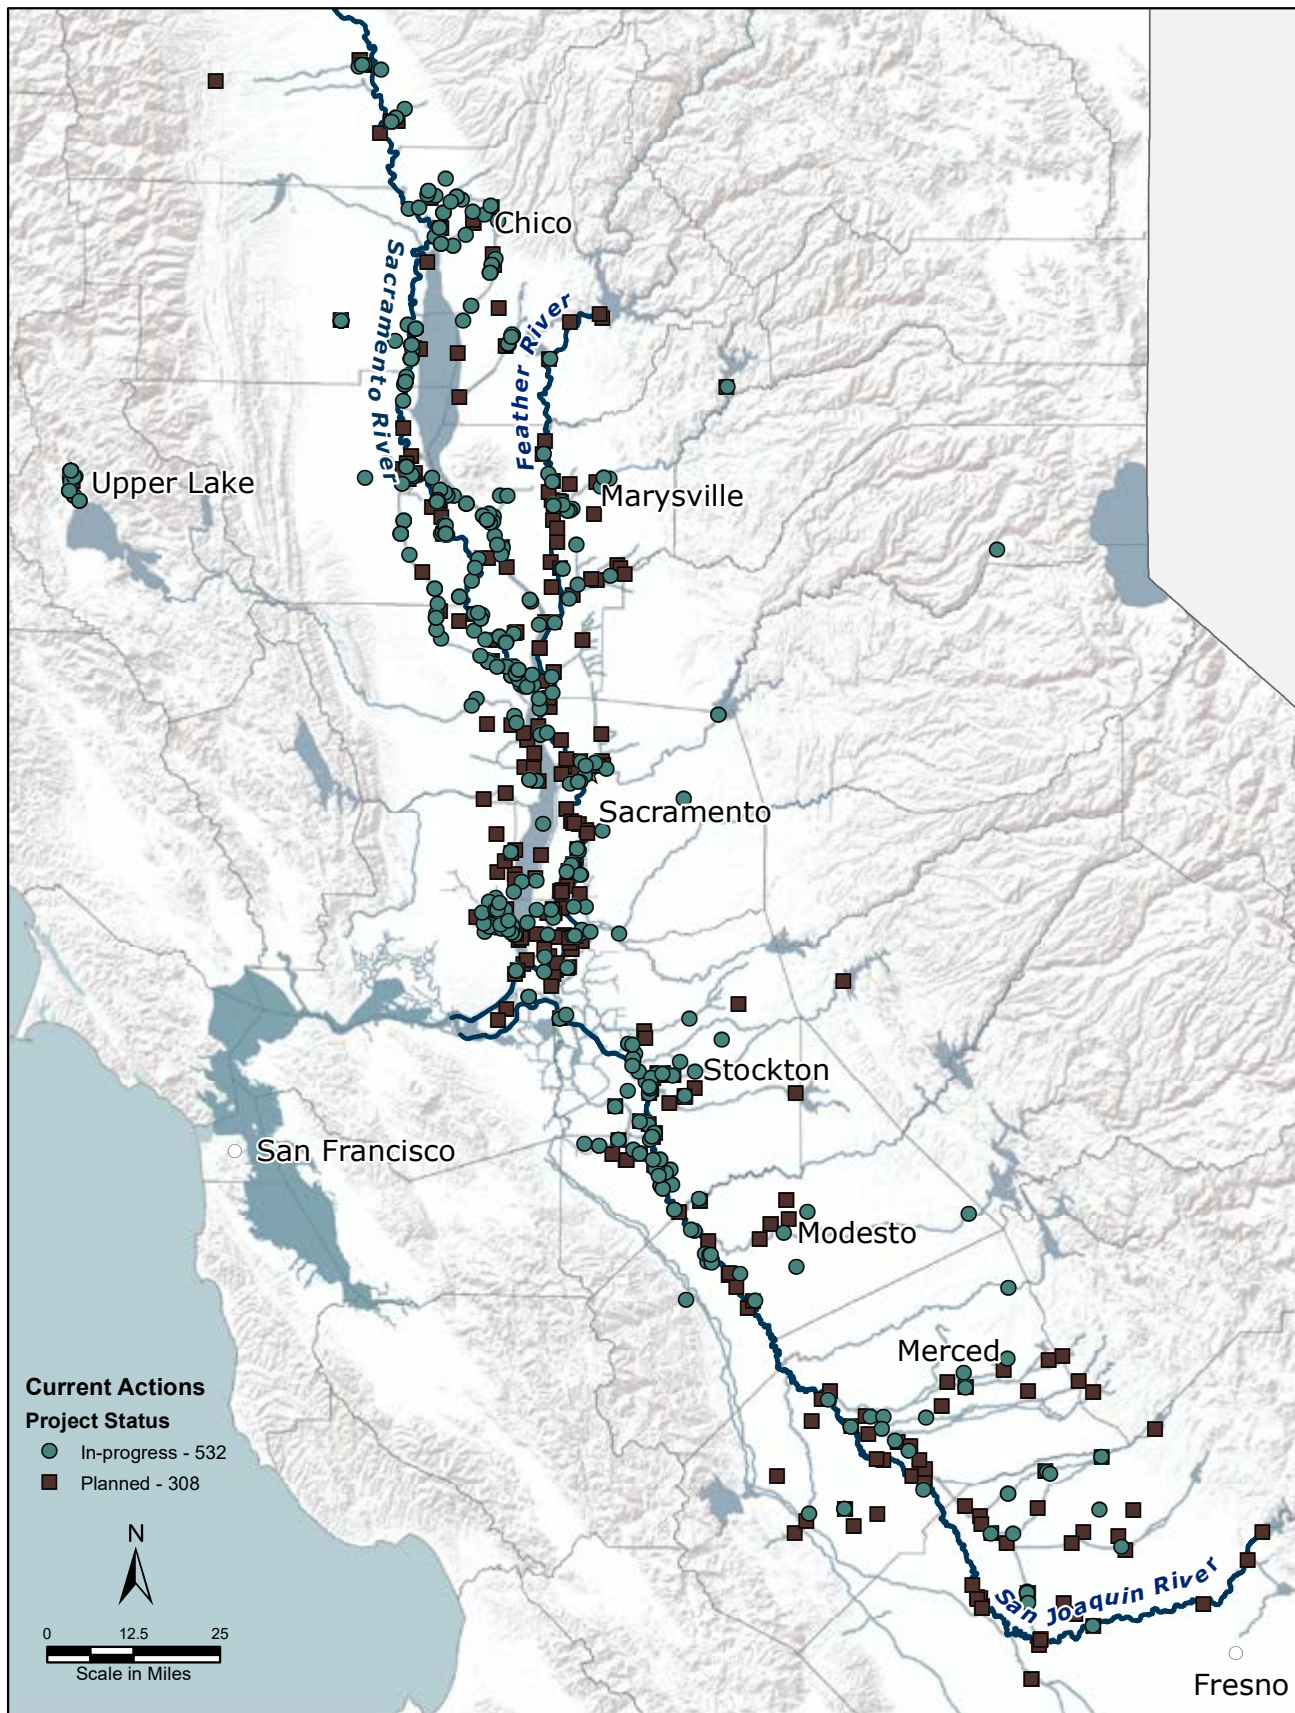 Chico
Sacramento River
Feather River
Upper Lake
Marysville
Sacramento
Stockton
San Francisco
Modesto
Merced
Current Actions
Project Status
In-progress - 532
Planned - 308
N
0 12.5 25
Scale in Miles
San Joaquin River
Fresno